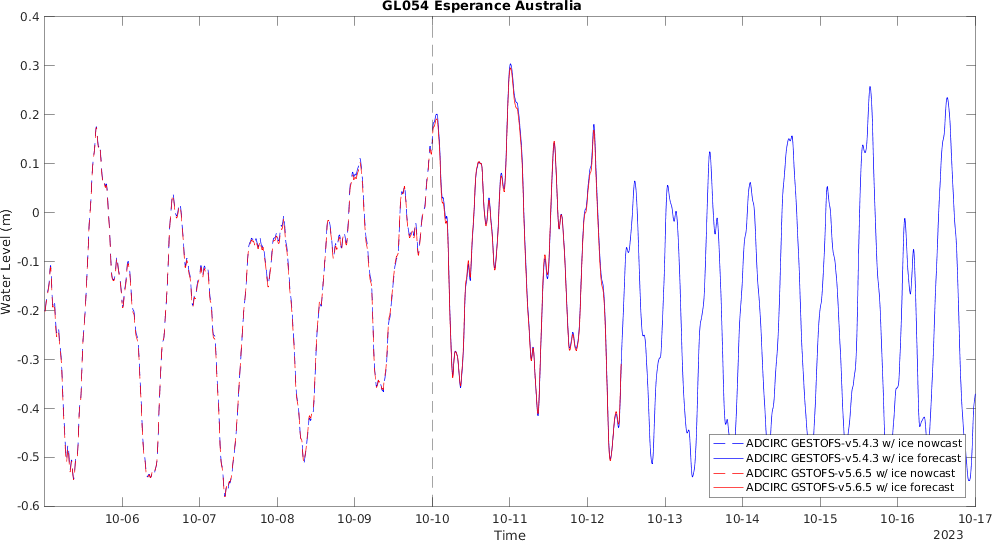 GL054 Esperance Australia
0.4
0.3
0.2
0.1
0
-0.1
-0.2
-0.3
-0.4
-0.5
-0.6
Water Level (m)
ADCIRC GESTOFS-v5.4.3 w/ ice nowcast
ADCIRC GESTOFS-v5.4.3 w/ ice forecast
ADCIRC GSTOFS-v5.6.5 w/ ice nowcast
ADCIRC GSTOFS-v5.6.5 w/ ice forecast
10-06 10-07 10-08 10-09 10-10 10-11 10-12 10-13 10-14 10-15 10-16 10-17
Time
2023